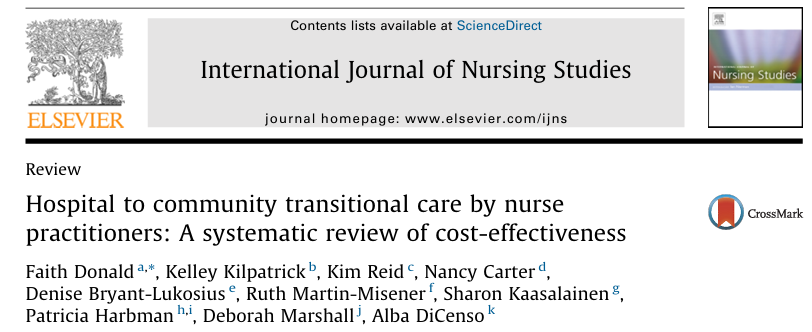 Contents lists available at ScienceDirect
International Journal of Nursing Studies
journal homepage: www.elsevier.com/ijns
ELSEVIER
Nursing Studies
Review
Hospital to community transitional care by nurse
practitioners: A systematic review of cost-effectiveness
CrossMark
Faith Donald a,*, Kelley Kilpatrick b, Kim Reid c, Nancy Carter d,
Denise Bryant-Lukosius e, Ruth Martin-Misener f, Sharon Kaasalainen g,
Patricia Harbman h,i, Deborah Marshall j, Alba DiCenso k